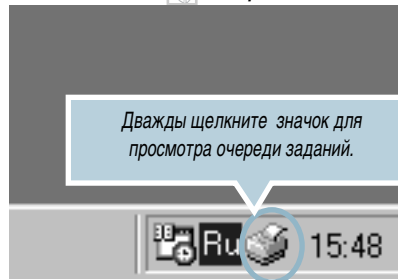 Дважды щелкните значок для
просмотра очереди заданий.
Ru 15:48